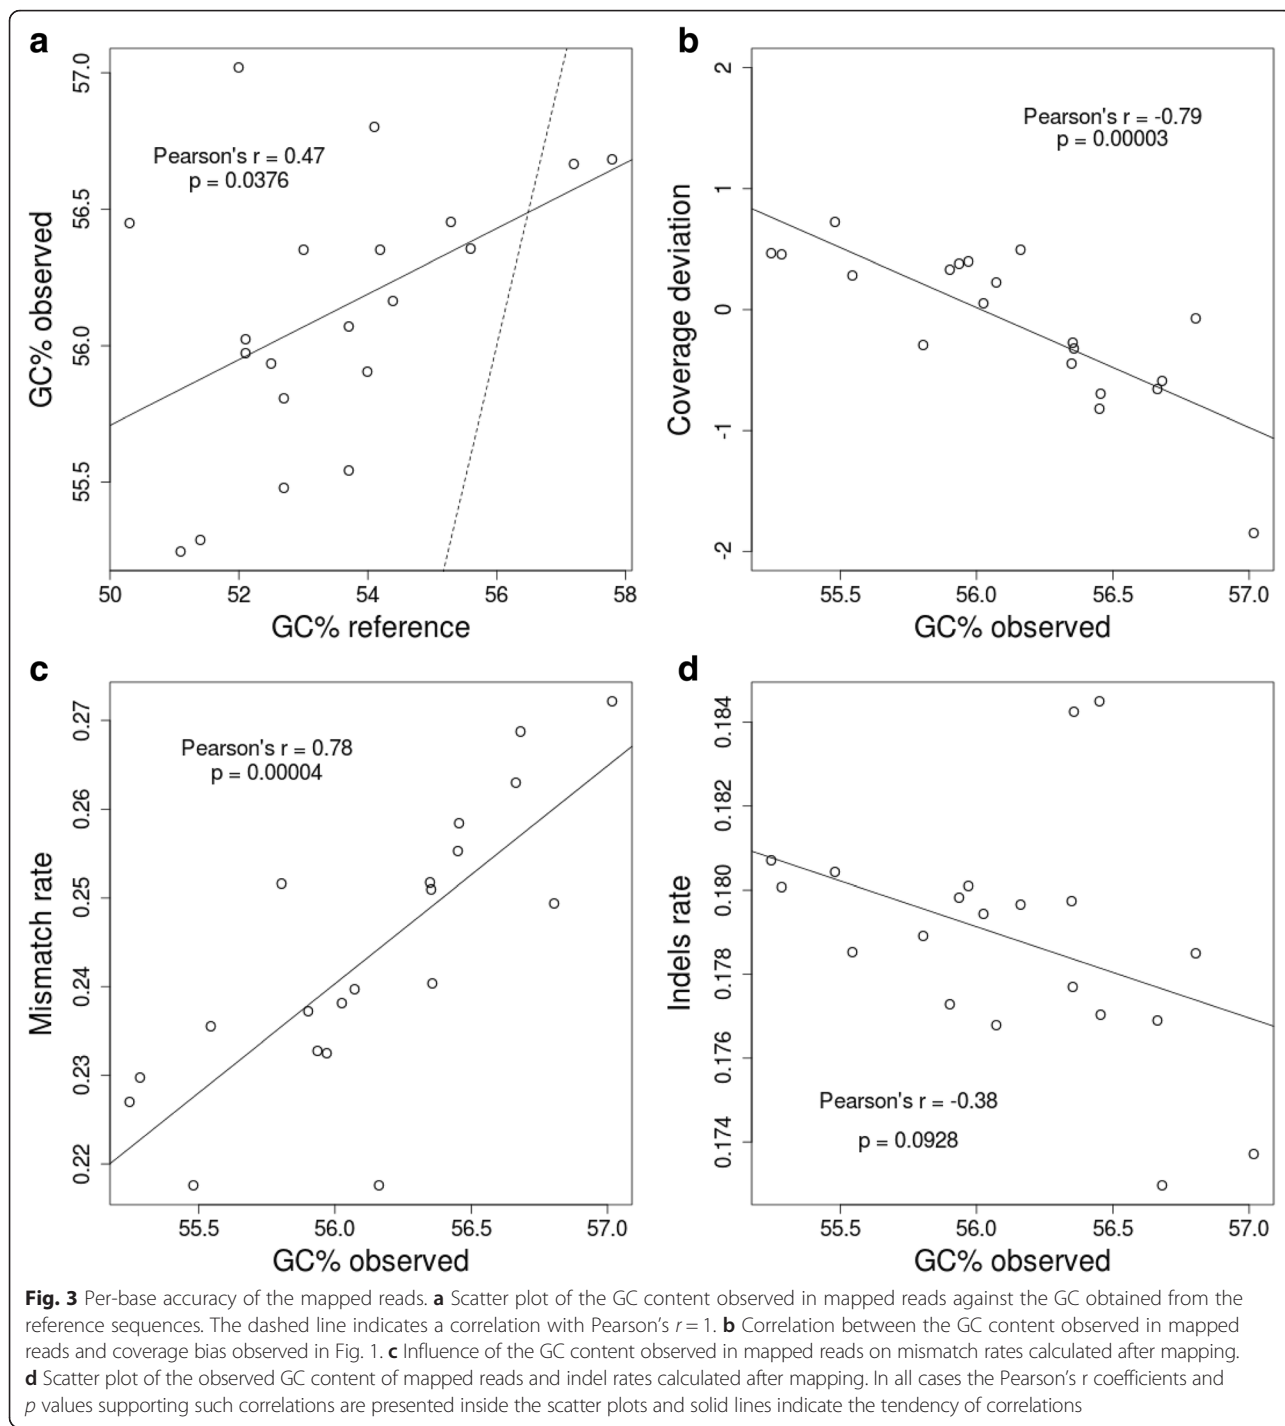 a
57.0
56.5
56.0
55.5
GC% observed
Pearson's r = 0.47
p = 0.0376
50 52 54 56 58
GC% reference
b
2
1
0
-1
-2
Coverage deviation
Pearson's r = -0.79
p = 0.00003
55.5 56.0 56.5 57.0
GC% observed
c
0.27
0.26
0.25
0.24
0.23
0.22
Mismatch rate
Pearson's r = 0.78
p = 0.00004
55.5 56.0 56.5 57.0
GC% observed
d
0.184
0.182
0.180
0.178
0.176
0.174
Indels rate
Pearson's r = -0.38
p = 0.0928
55.5 56.0 56.5 57.0
GC% observed
Fig. 3 Per-base accuracy of the mapped reads. a Scatter plot of the GC content observed in mapped reads against the GC obtained from the
reference sequences. The dashed line indicates a correlation with Pearson's r = 1. b Correlation between the GC content observed in mapped
reads and coverage bias observed in Fig. 1. c Influence of the GC content observed in mapped reads on mismatch rates calculated after mapping.
d Scatter plot of the observed GC content of mapped reads and indel rates calculated after mapping. In all cases the Pearson's r coefficients and
p values supporting such correlations are presented inside the scatter plots and solid lines indicate the tendency of correlations